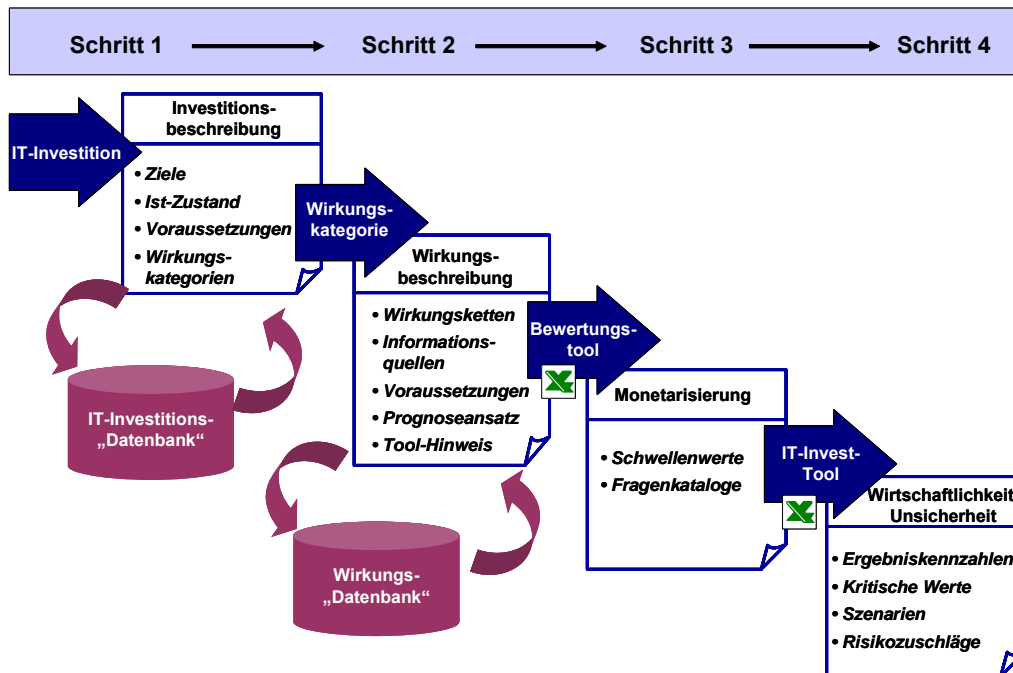 Schritt 1
Schritt 2
Schritt 3
Schritt 4
IT-Investition
Investitions-
beschreibung
• Ziele
• Ist-Zustand
• Voraussetzungen
• Wirkungs-
kategorien
IT-Investitions-
„Datenbank“
Wirkungs-
kategorie
Wirkungs-
beschreibung
• Wirkungsketten
• Informations-
quellen
• Voraussetzungen
• Prognoseansatz
• Tool-Hinweis
Wirkungs-
„Datenbank“
Bewertungs-
tool
Monetarisierung
• Schwellenwerte
• Fragenkataloge
IT-Invest-
Tool
Wirtschaftlichkeit
Unsicherheit
• Ergebniskennzahlen
• Kritische Werte
• Szenarien
• Risikozuschläge